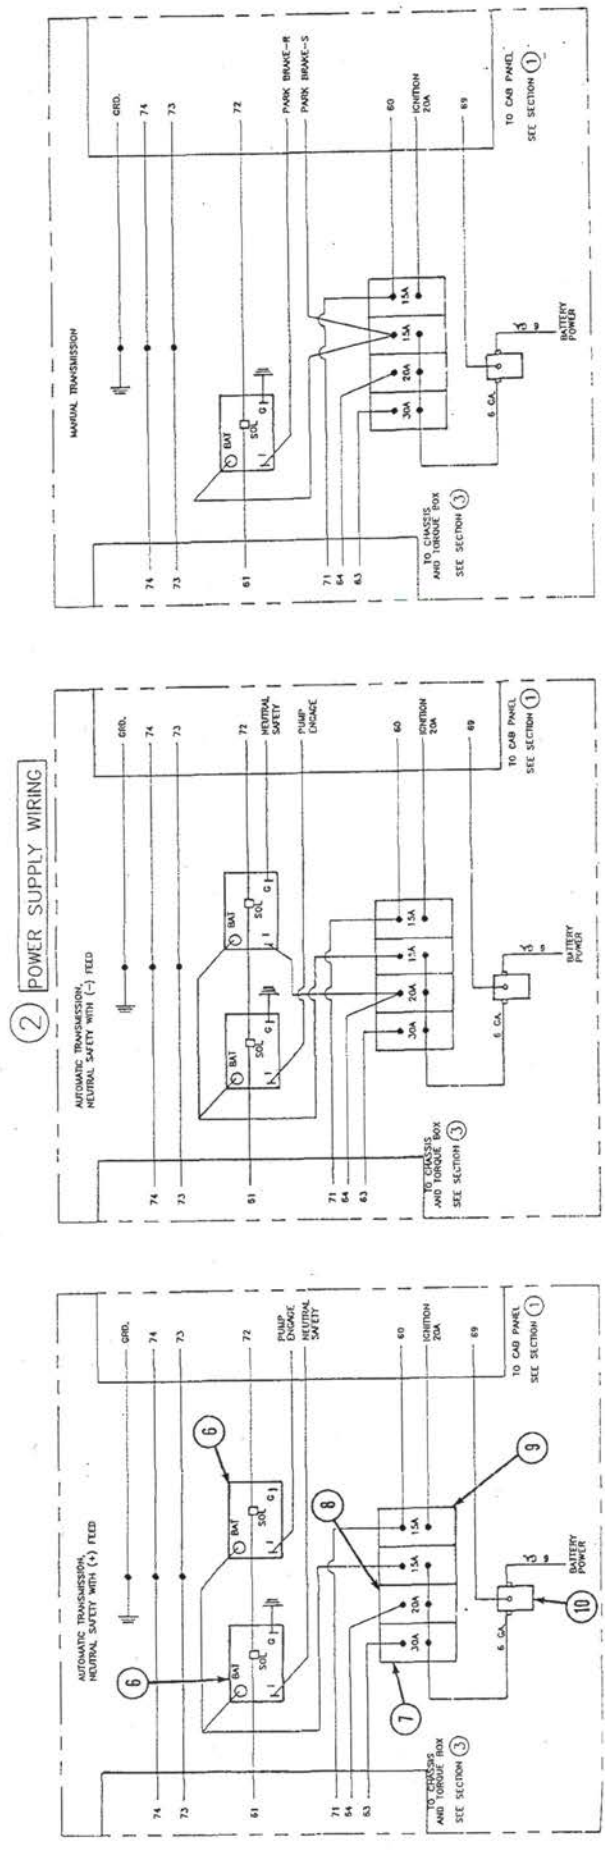 2 POWER SUPPLY WIRING
AUTOMATIC TRANSMISSION,
NEUTRAL SAFETY WITH (+) FEED
GRD.
74
74
73
73
6
6
BAT
SOL
G
I
BAT
SOL
G
I
61
72
PUMP
ENGAGE
NEUTRAL
SAFETY
71
64
63
7
8
9
30A
20A
15A
15A
60
IGNITION
20A
69
TO CHASSIS
AND TORQUE BOX
SEE SECTION 3
6 GA.
10
BATTERY
POWER
TO CAB PANEL
SEE SECTION 1
AUTOMATIC TRANSMISSION,
NEUTRAL SAFETY WITH (-) FEED
GRD.
74
74
73
73
BAT
SOL
G
I
BAT
SOL
G
I
61
72
NEUTRAL
SAFETY
PUMP
ENGAGE
71
64
63
30A
20A
15A
15A
60
IGNITION
20A
69
TO CHASSIS
AND TORQUE BOX
SEE SECTION 3
6 GA.
BATTERY
POWER
TO CAB PANEL
SEE SECTION 1
MANUAL TRANSMISSION
GRD.
74
74
73
73
BAT
SOL
G
I
61
72
PARK BRAKE-R
PARK BRAKE-S
71
64
63
30A
20A
15A
15A
60
IGNITION
20A
69
TO CHASSIS
AND TORQUE BOX
SEE SECTION 3
6 GA.
BATTERY
POWER
TO CAB PANEL
SEE SECTION 1